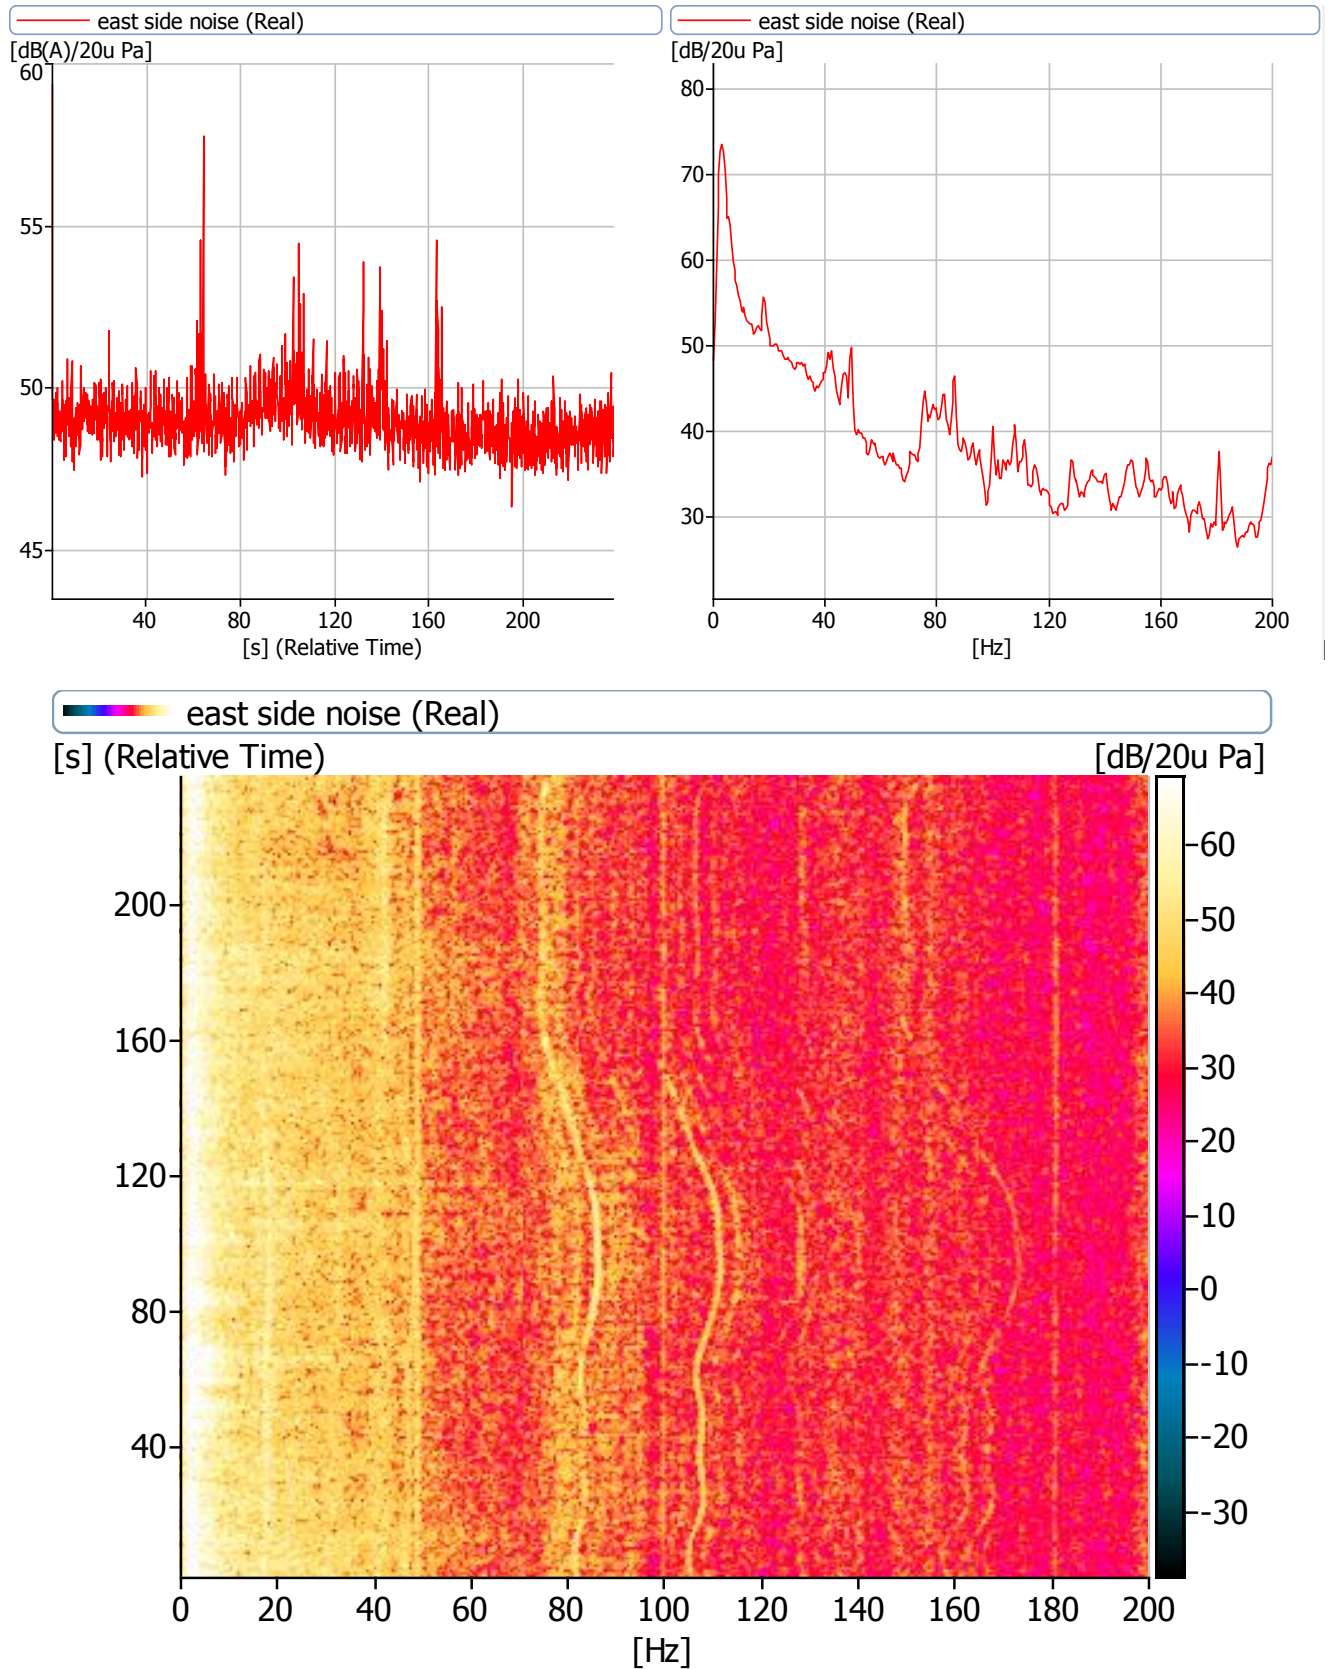 east side noise (Real)
[dB(A)/20u Pa]
60
55
50
45
40 80 120 160 200
[s] (Relative Time)
east side noise (Real)
[dB/20u Pa]
80
70
60
50
40
30
0 40 80 120 160 200
[Hz]
east side noise (Real)
[s] (Relative Time) [dB/20u Pa]
200
160
120
80
40
0 20 40 60 80 100 120 140 160 180 200
[Hz]
60
50
40
30
20
10
0
-10
-20
-30